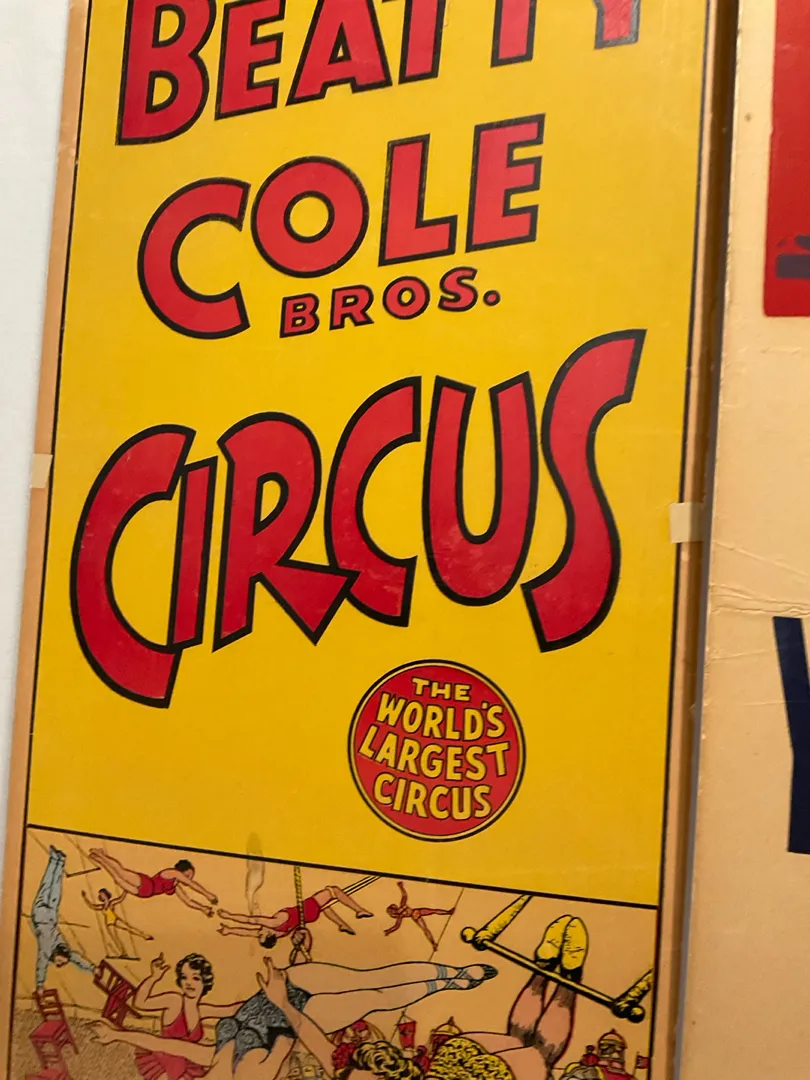 BEATTY
COLE
BROS.
CIRCUS
THE
WORLD'S
LARGEST
CIRCUS